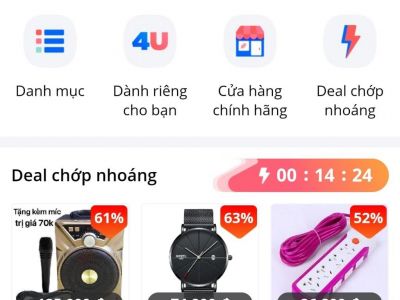 4U
Danh mục
Dành riêng
cho bạn
Cửa hàng
chính hãng
Deal chớp
nhoáng
Deal chớp nhoáng
00 : 14 : 24
Tặng kèm míc
trị giá 70k
61%
63%
52%